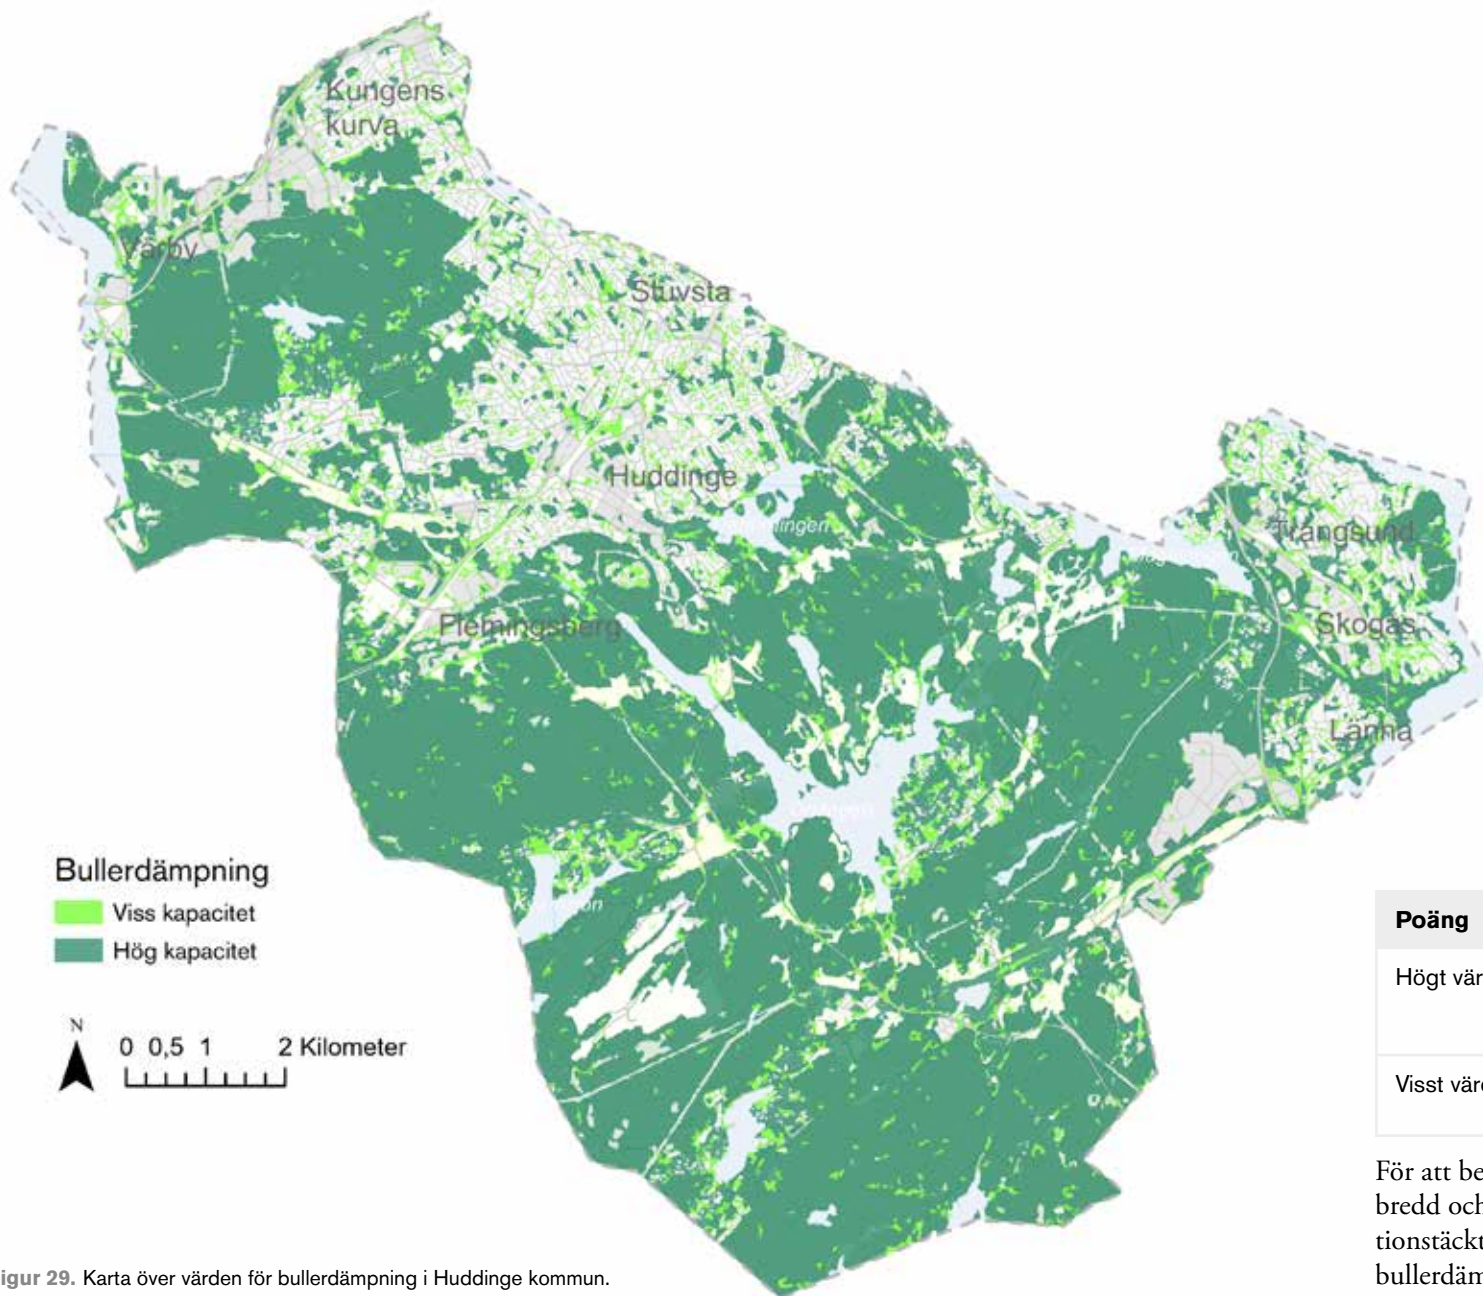 Kungens
kurva
Vårby
Stuvsta
Huddinge
Trångsund
Flemingsberg
Skogås
Länna
Bullerdämpning
Viss kapacitet
Hög kapacitet
N
0 0,5 1 2 Kilometer
igur 29. Karta över värden för bullerdämpning i Huddinge kommun.
Poäng
Högt vär
Visst vär
För att be
bredd och
tionstäckt
bullerdäm